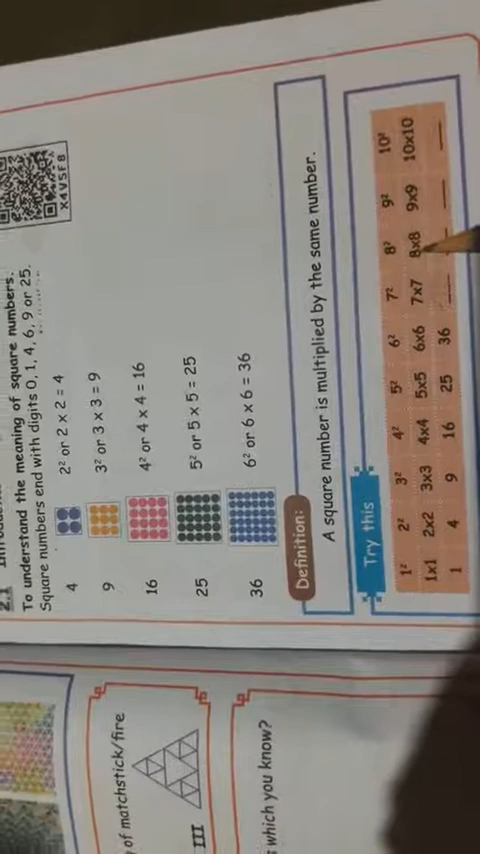 2.1
To understand the meaning of square numbers.
Square numbers end with digits 0, 1, 4, 6, 9 or 25.
X4V5F8
4 2² or 2 x 2 = 4
9 3² or 3 x 3 = 9
16 4² or 4 x 4 = 16
25 5² or 5 x 5 = 25
36 6² or 6 x 6 = 36
Definition:
A square number is multiplied by the same number.
Try this
1² 2² 3² 4² 5² 6² 7² 8² 9² 10²
1x1 2x2 3x3 4x4 5x5 6x6 7x7 8x8 9x9 10x10
1 4 9 16 25 36
of matchstick/fire
III
which you know?